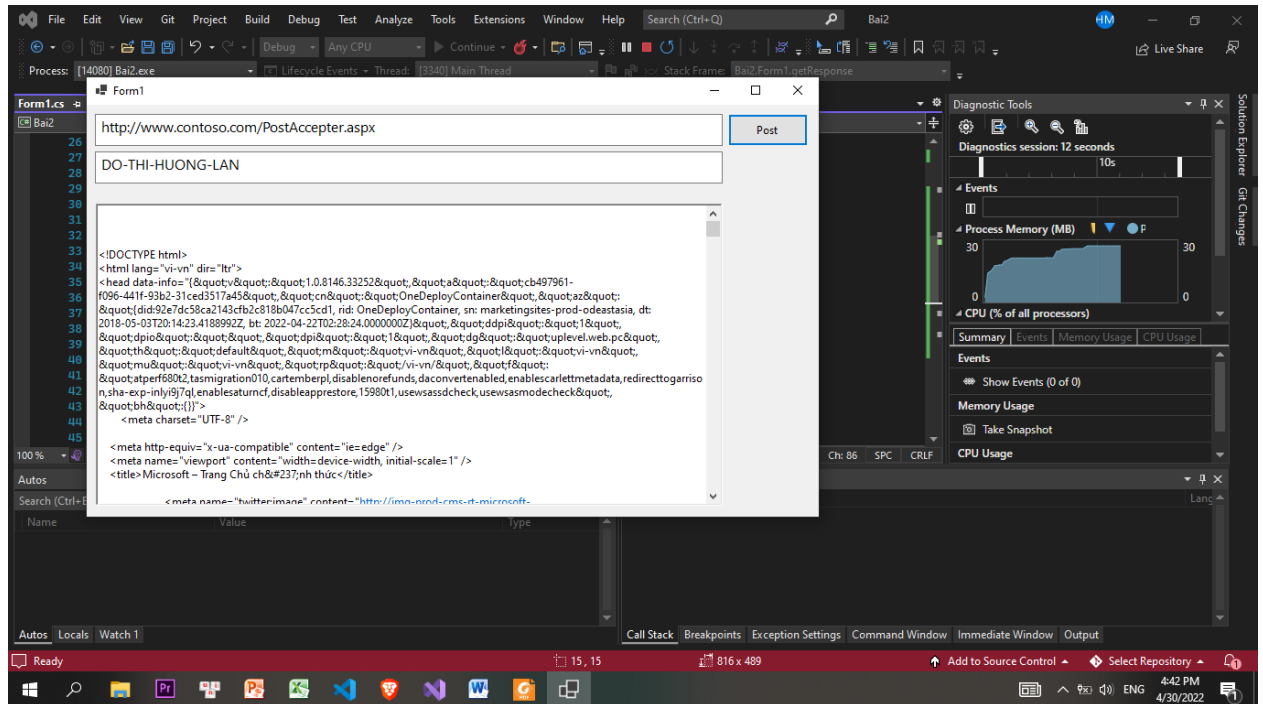 File Edit View Git Project Build Debug Test Analyze Tools Extensions Window Help Search (Ctrl+Q) Bai2 HM
Debug Any CPU Continue Live Share
Process: [14080] Bai2.exe Lifecycle Events Thread: [3340] Main Thread Stack Frame: Bai2.Form1.getResponse
Form1.cs
Bai2
26
27
28
29
30
31
32
33
34
35
36
37
38
39
40
41
42
43
44
45
Form1
http://www.contoso.com/PostAccepter.aspx
Post
DO-THI-HUONG-LAN
<!DOCTYPE html>
<html lang="vi-vn" dir="ltr">
<head data-info="{&quot;v&quot;:&quot;1.0.8146.33252&quot;,&quot;a&quot;:&quot;cb497961-
f096-441f-93b2-31ced3517a45&quot;,&quot;cn&quot;:&quot;OneDeployContainer&quot;,&quot;az&quot;:
&quot;{did:92e7dc58ca2143cfb2c818b047cc5cd1, rid: OneDeployContainer, sn: marketingsites-prod-odeastasia, dt:
2018-05-03T20:14:23.4188992Z, bt: 2022-04-22T02:28:24.0000000Z}&quot;,&quot;ddpi&quot;:&quot;1&quot;,
&quot;dpio&quot;:&quot;&quot;,&quot;dpi&quot;:&quot;1&quot;,&quot;dg&quot;:&quot;uplevel.web.pc&quot;,
&quot;th&quot;:&quot;default&quot;,&quot;m&quot;:&quot;vi-vn&quot;,&quot;l&quot;:&quot;vi-vn&quot;,
&quot;mu&quot;:&quot;vi-vn&quot;,&quot;rp&quot;:&quot;/vi-vn/&quot;,&quot;f&quot;:
&quot;atperf680t2,tasmigration010,cartemberpl,disablenorefunds,daconvertenabled,enablescarlettmetadata,redirecttogarriso
n,sha-exp-inlyi9j7ql,enablesaturncf,disableapprestore,15980t1,usewsassdcheck,usewsasmodecheck&quot;,
&quot;bh&quot;:{}}">
<meta charset="UTF-8" />
<meta http-equiv="x-ua-compatible" content="ie=edge" />
<meta name="viewport" content="width=device-width, initial-scale=1" />
<title>Microsoft – Trang Chủ ch&#237;nh thức</title>
<meta name="twitter:image" content="http://img-prod-cms-rt-microsoft-
100 %
Ch: 86 SPC CRLF
Diagnostic Tools
Diagnostics session: 12 seconds
10s
Events
Process Memory (MB) P
30 30
0 0
CPU (% of all processors)
Summary Events Memory Usage CPU Usage
Events
Show Events (0 of 0)
Memory Usage
Take Snapshot
CPU Usage
Solution Explorer
Git Changes
Autos
Search (Ctrl+E
Lang
Name Value Type
Autos Locals Watch 1
Call Stack Breakpoints Exception Settings Command Window Immediate Window Output
Ready 15, 15 816 x 489 Add to Source Control Select Repository 1
Pr
ENG 4:42 PM
4/30/2022 1